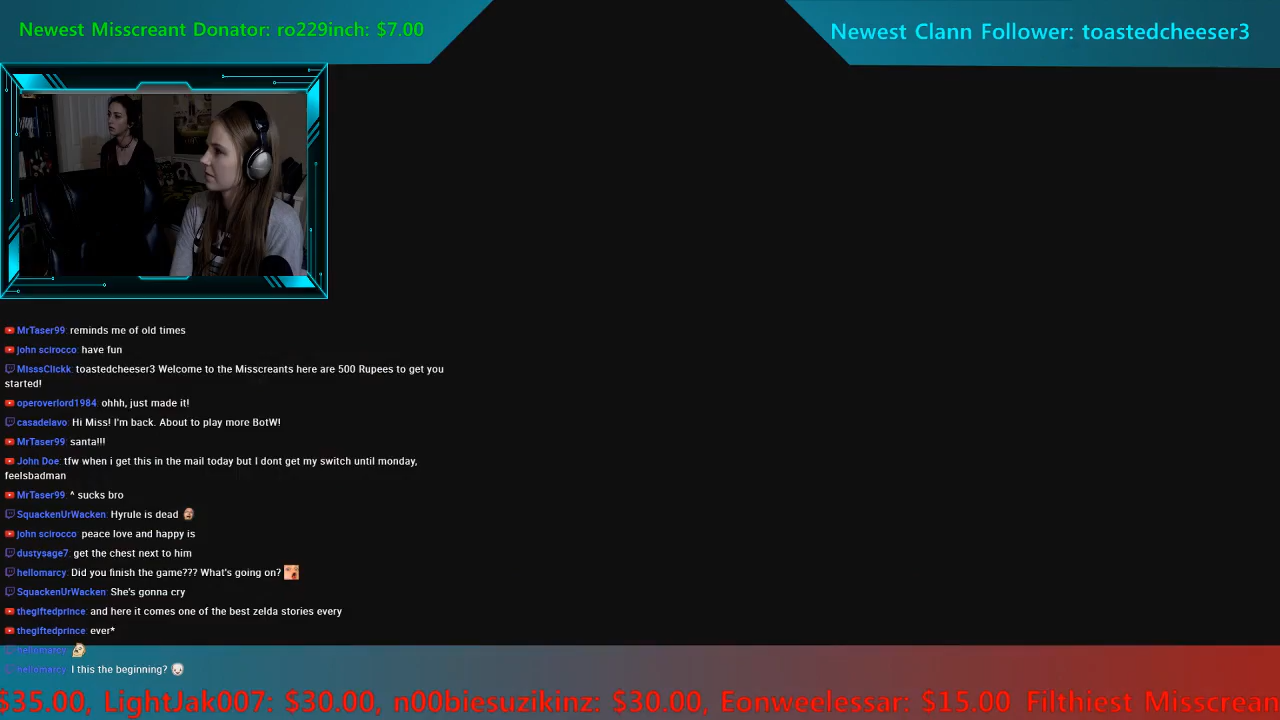 Newest Misscreant Donator: ro229inch: $7.00
Newest Clann Follower: toastedcheeser3
MrTaser99: reminds me of old times
john scirocco: have fun
MisssClickk: toastedcheeser3 Welcome to the Misscreants here are 500 Rupees to get you
started!
operoverlord1984: ohhh, just made it!
casadelavo: Hi Miss! I'm back. About to play more BotW!
MrTaser99: santa!!!
John Doe: tfw when i get this in the mail today but I dont get my switch until monday,
feelsbadman
MrTaser99: ^ sucks bro
SquackenUrWacken: Hyrule is dead
john scirocco: peace love and happy is
dustysage7: get the chest next to him
hellomarcy: Did you finish the game??? What's going on?
SquackenUrWacken: She's gonna cry
thegiftedprince: and here it comes one of the best zelda stories every
thegiftedprince: ever*
hellomarcy:
hellomarcy: I this the beginning?
$35.00, LightJak007: $30.00, n00biesuzikinz: $30.00, Eonweelessar: $15.00 Filthiest Misscrean